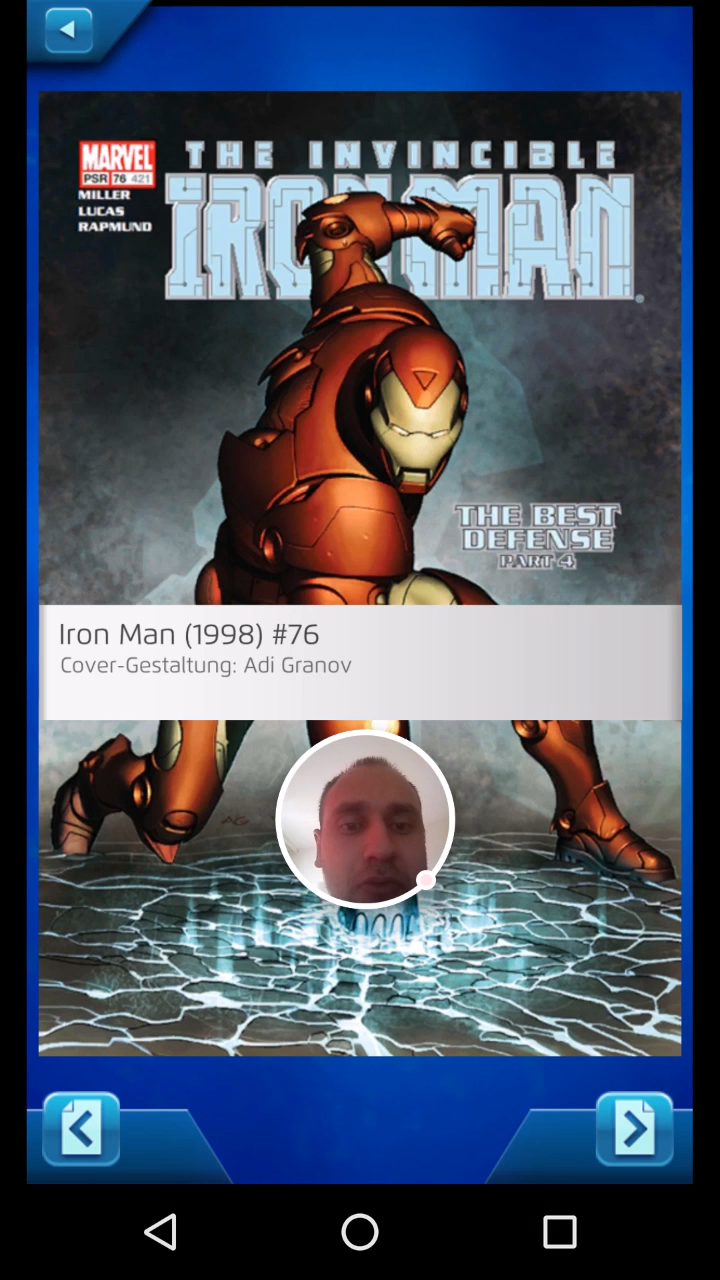 THE INVINCIBLE
IRON MAN
MARVEL
PSR 76 421
MILLER
LUCAS
RAPMUND
THE BEST
DEFENSE
PART 4
Iron Man (1998) #76
Cover-Gestaltung: Adi Granov